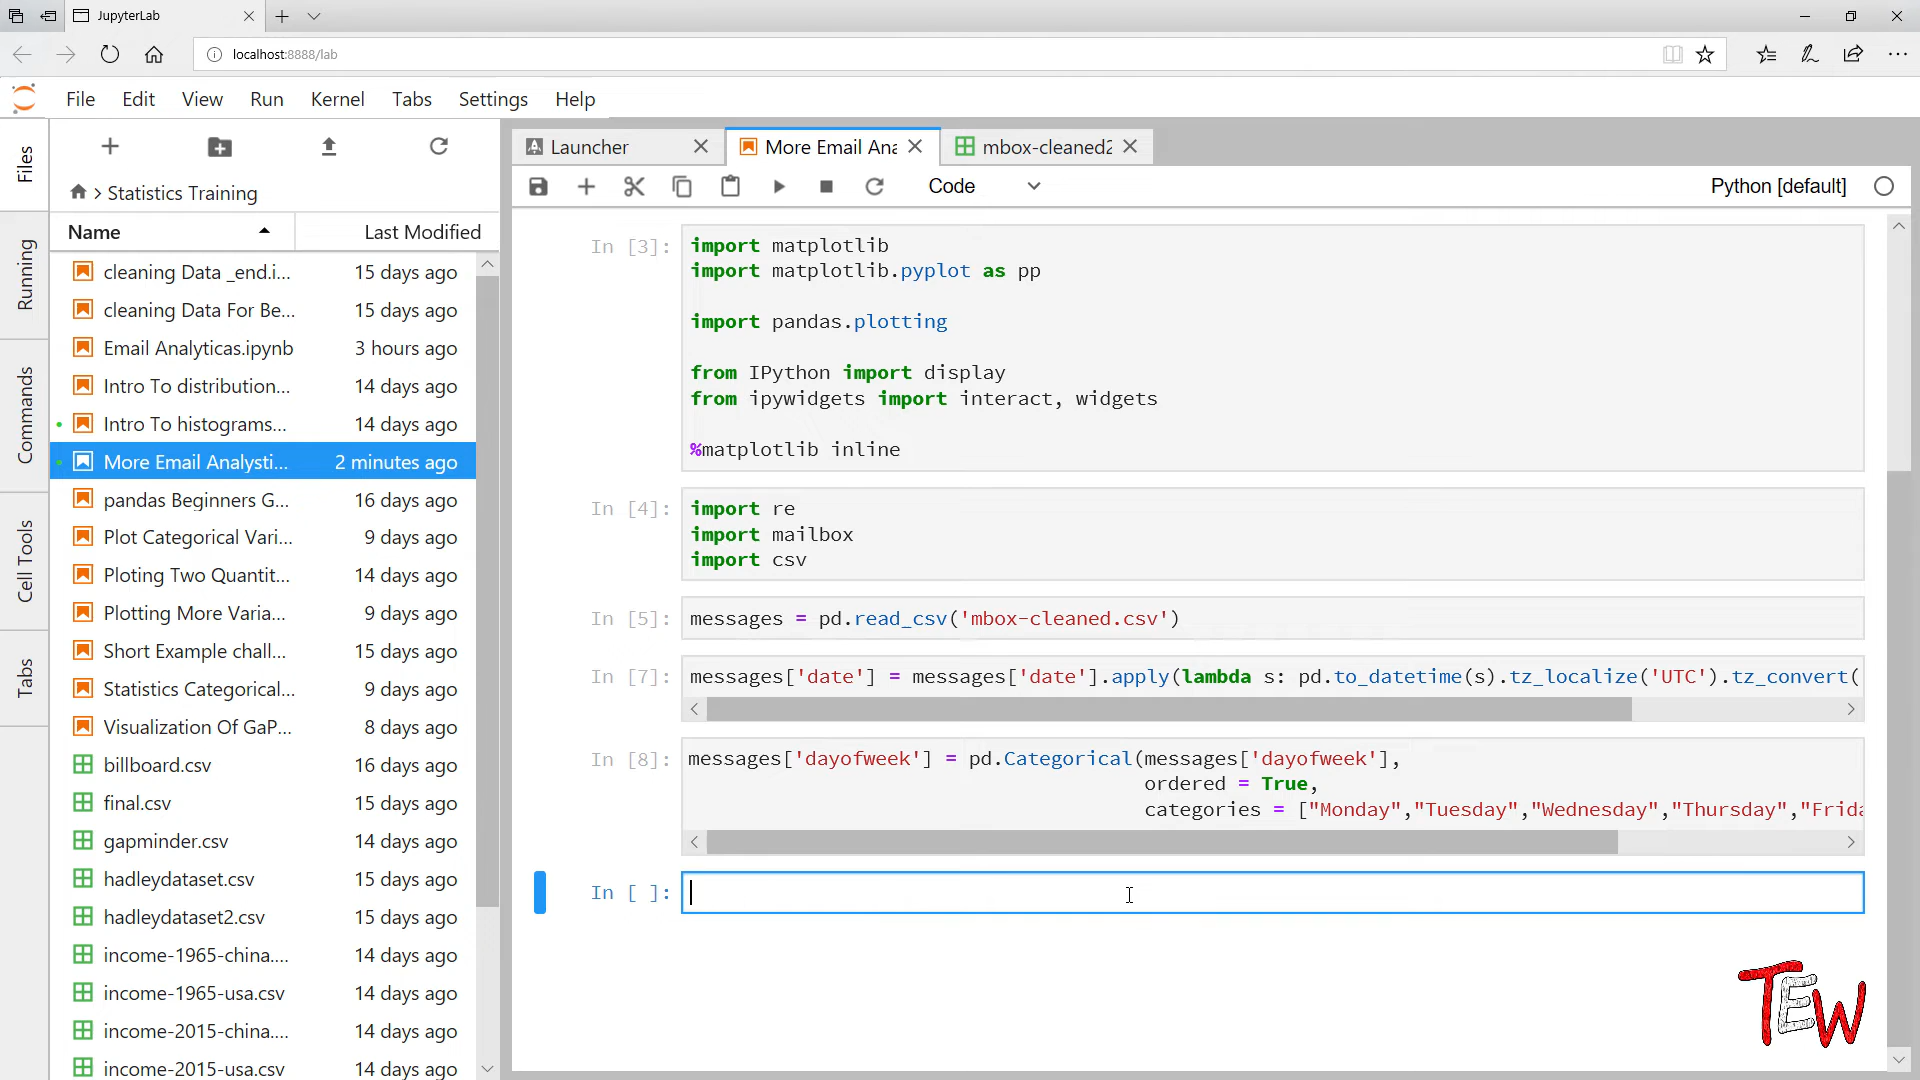 JupyterLab
localhost:8888/lab
File Edit View Run Kernel Tabs Settings Help
Files
Running
Commands
Cell Tools
Tabs
Statistics Training
Name Last Modified
cleaning Data _end.i... 15 days ago
cleaning Data For Be... 15 days ago
Email Analyticas.ipynb 3 hours ago
Intro To distribution... 14 days ago
Intro To histograms... 14 days ago
More Email Analysti... 2 minutes ago
pandas Beginners G... 16 days ago
Plot Categorical Vari... 9 days ago
Ploting Two Quantit... 14 days ago
Plotting More Varia... 9 days ago
Short Example chall... 15 days ago
Statistics Categorical... 9 days ago
Visualization Of GaP... 8 days ago
billboard.csv 16 days ago
final.csv 15 days ago
gapminder.csv 14 days ago
hadleydataset.csv 15 days ago
hadleydataset2.csv 15 days ago
income-1965-china.... 14 days ago
income-1965-usa.csv 14 days ago
income-2015-china.... 14 days ago
income-2015-usa.csv 14 days ago
Launcher More Email Ana mbox-cleaned2
Code Python [default]
In [3]: import matplotlib
import matplotlib.pyplot as pp
import pandas.plotting
from IPython import display
from ipywidgets import interact, widgets
%matplotlib inline
In [4]: import re
import mailbox
import csv
In [5]: messages = pd.read_csv('mbox-cleaned.csv')
In [7]: messages['date'] = messages['date'].apply(lambda s: pd.to_datetime(s).tz_localize('UTC').tz_convert(
In [8]: messages['dayofweek'] = pd.Categorical(messages['dayofweek'],
ordered = True,
categories = ["Monday","Tuesday","Wednesday","Thursday","Frida
In [ ]:
TEW